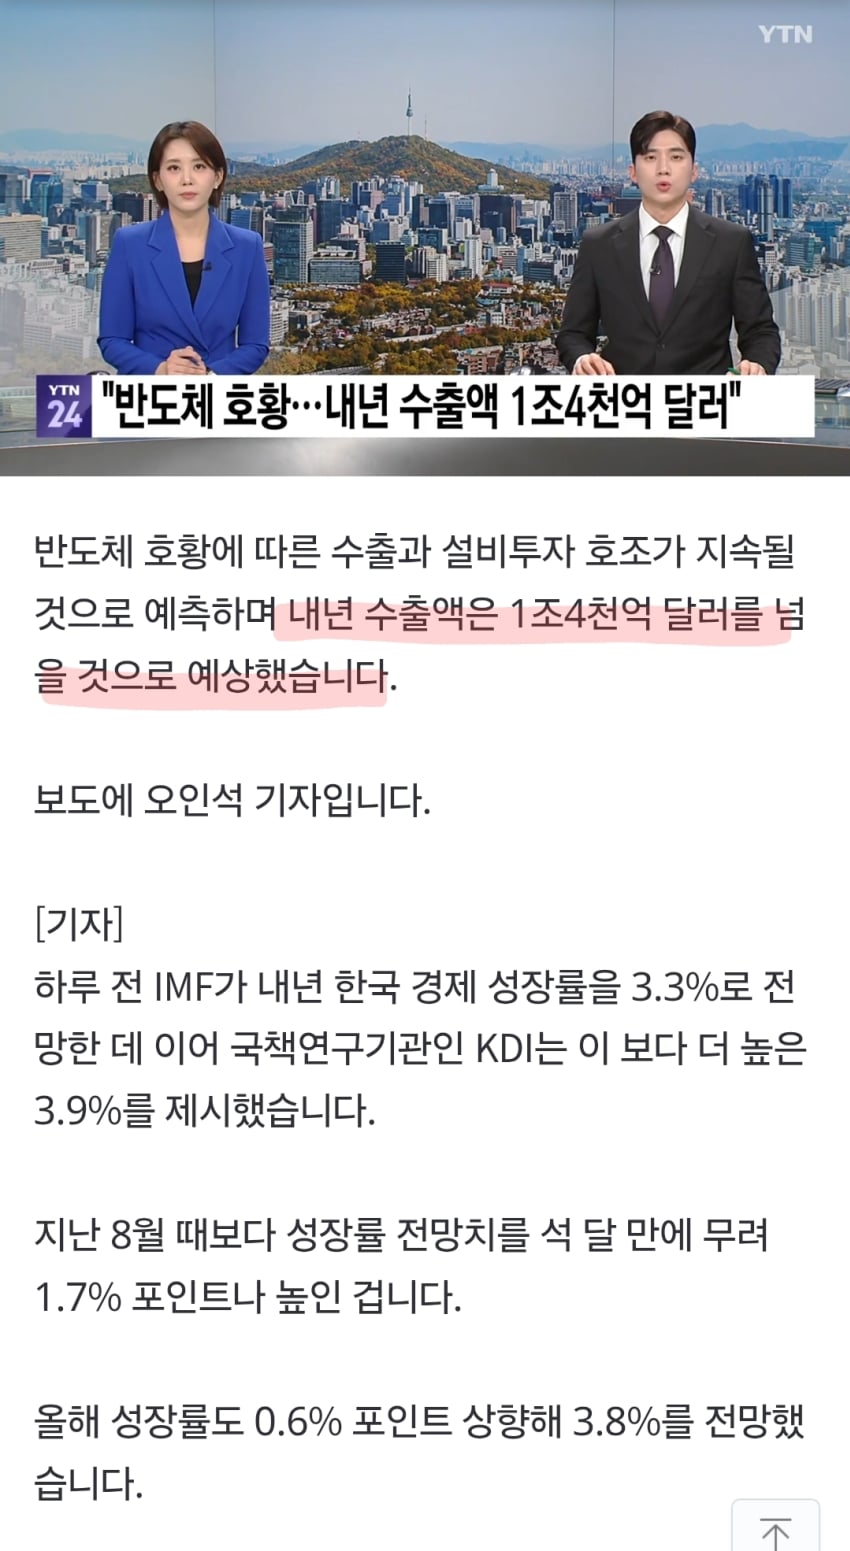 YTN
YTN
24
"반도체 호황…내년 수출액 1조4천억 달러"
반도체 호황에 따른 수출과 설비투자 호조가 지속될
것으로 예측하며 내년 수출액은 1조4천억 달러를 넘
을 것으로 예상했습니다.
보도에 오인석 기자입니다.
[기자]
하루 전 IMF가 내년 한국 경제 성장률을 3.3%로 전
망한 데 이어 국책연구기관인 KDI는 이 보다 더 높은
3.9%를 제시했습니다.
지난 8월 때보다 성장률 전망치를 석 달 만에 무려
1.7% 포인트나 높인 겁니다.
올해 성장률도 0.6% 포인트 상향해 3.8%를 전망했
습니다.